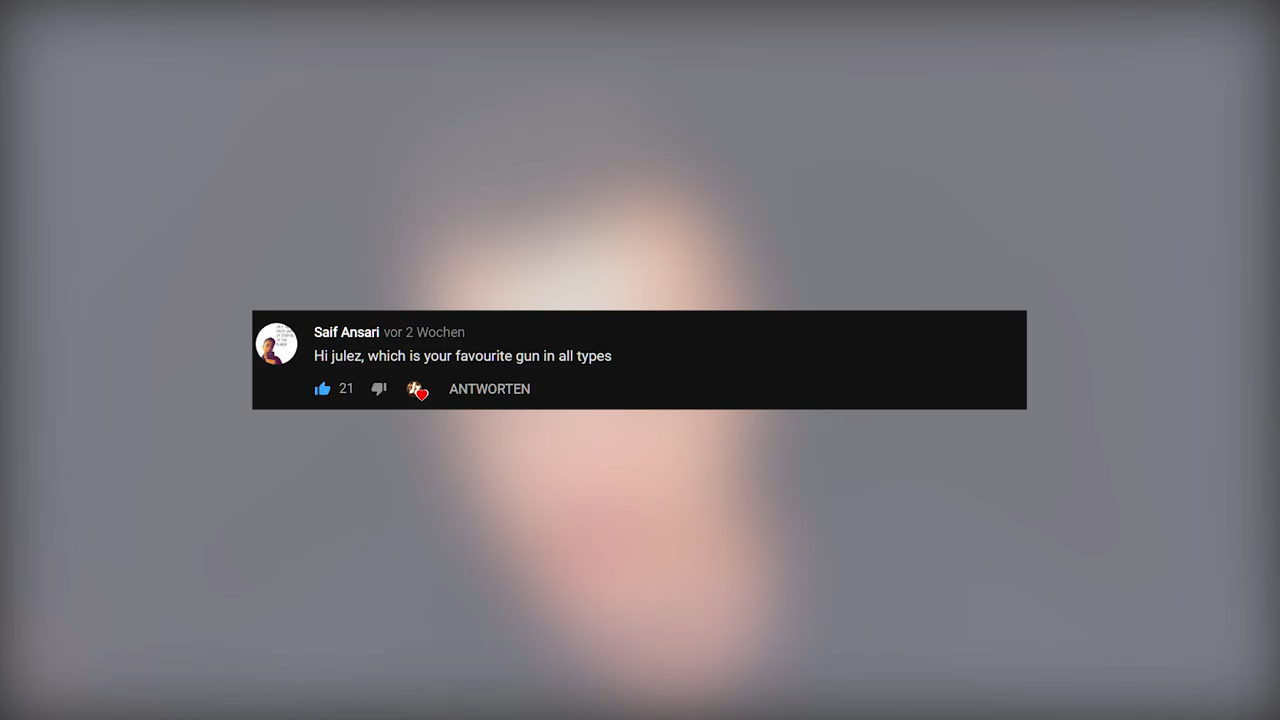 Saif Ansari vor 2 Wochen
Hi julez, which is your favourite gun in all types
21 ANTWORTEN